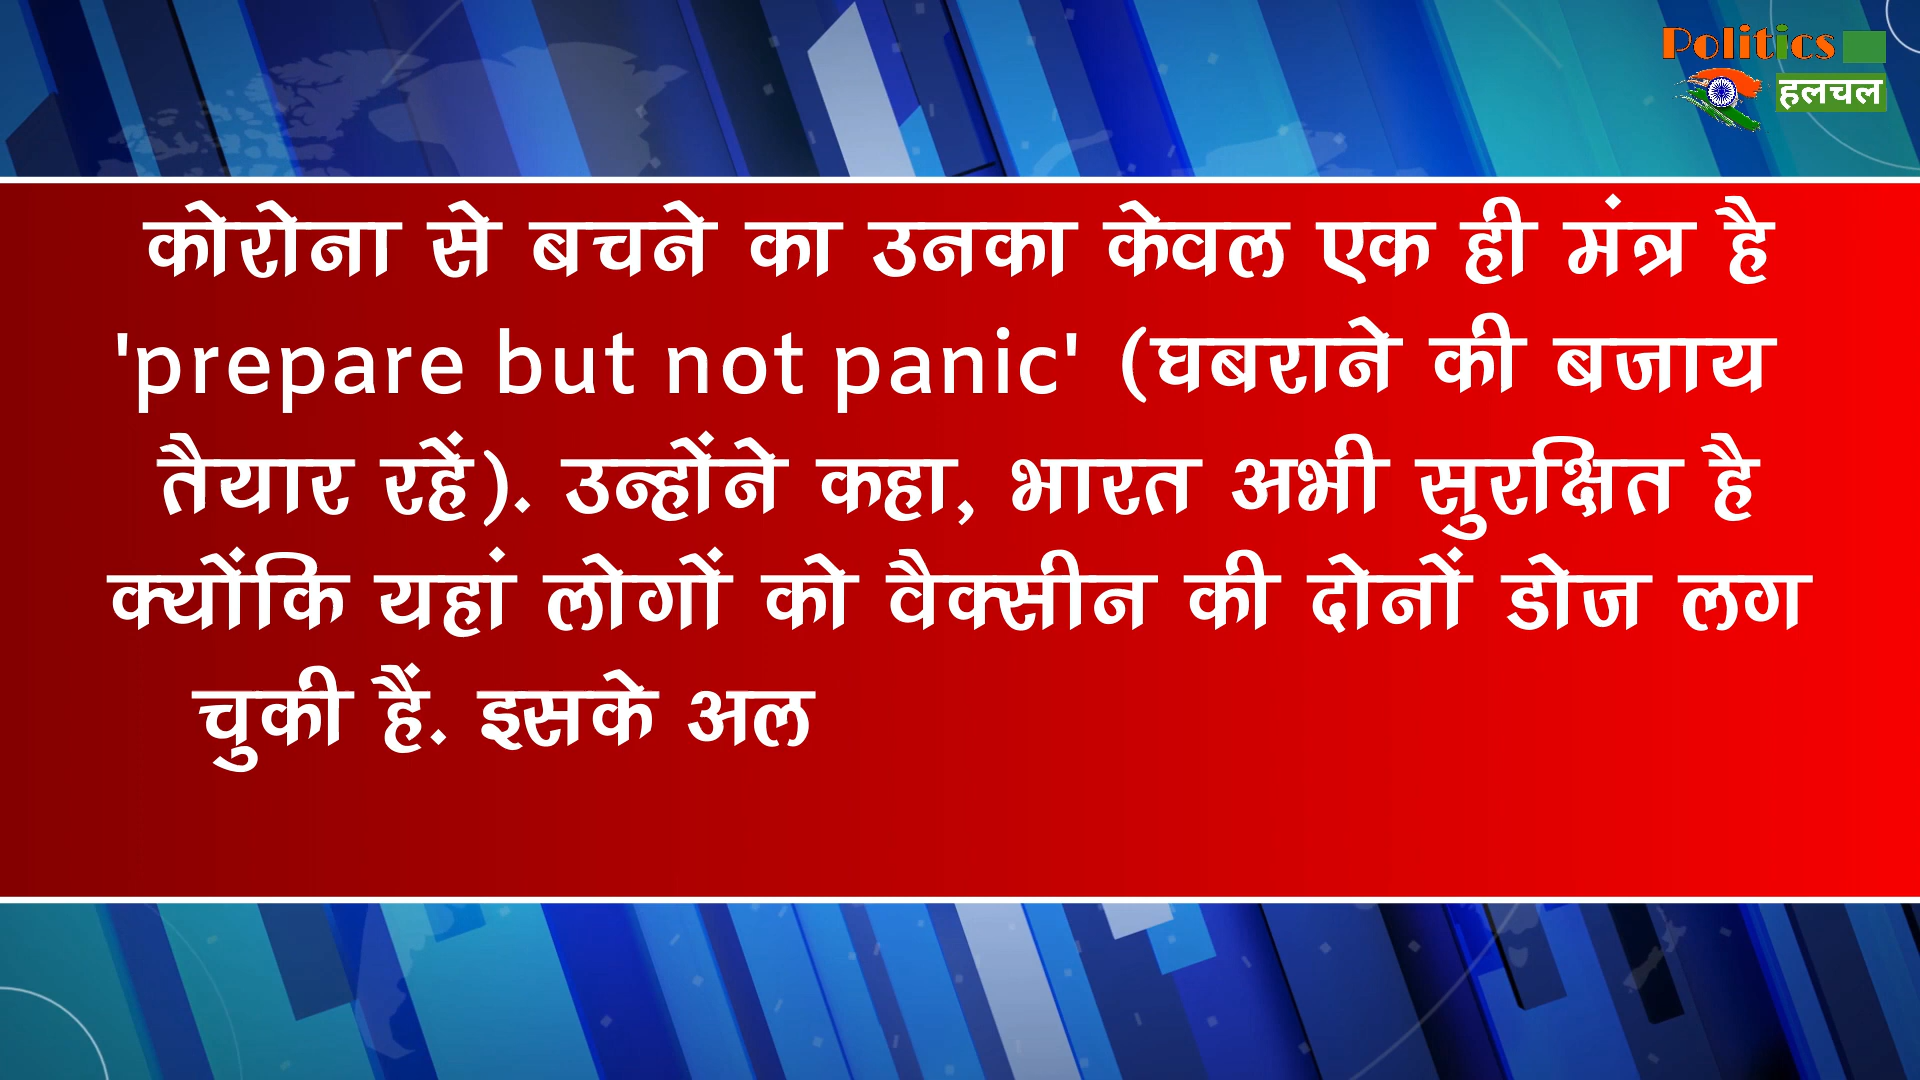 Politics
हलचल
कोरोना से बचने का उनका केवल एक ही मंत्र है
'prepare but not panic' (घबराने की बजाय
तैयार रहें). उन्होंने कहा, भारत अभी सुरक्षित है
क्योंकि यहां लोगों को वैक्सीन की दोनों डोज लग
चुकी हैं. इसके अल